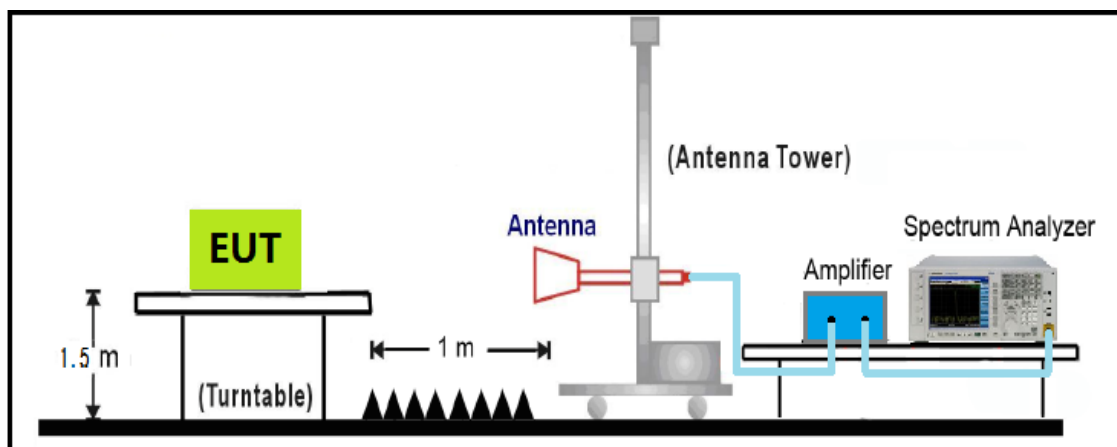 (Antenna Tower)
EUT
Antenna
Spectrum Analyzer
Amplifier
1.5 m
1 m
(Turntable)